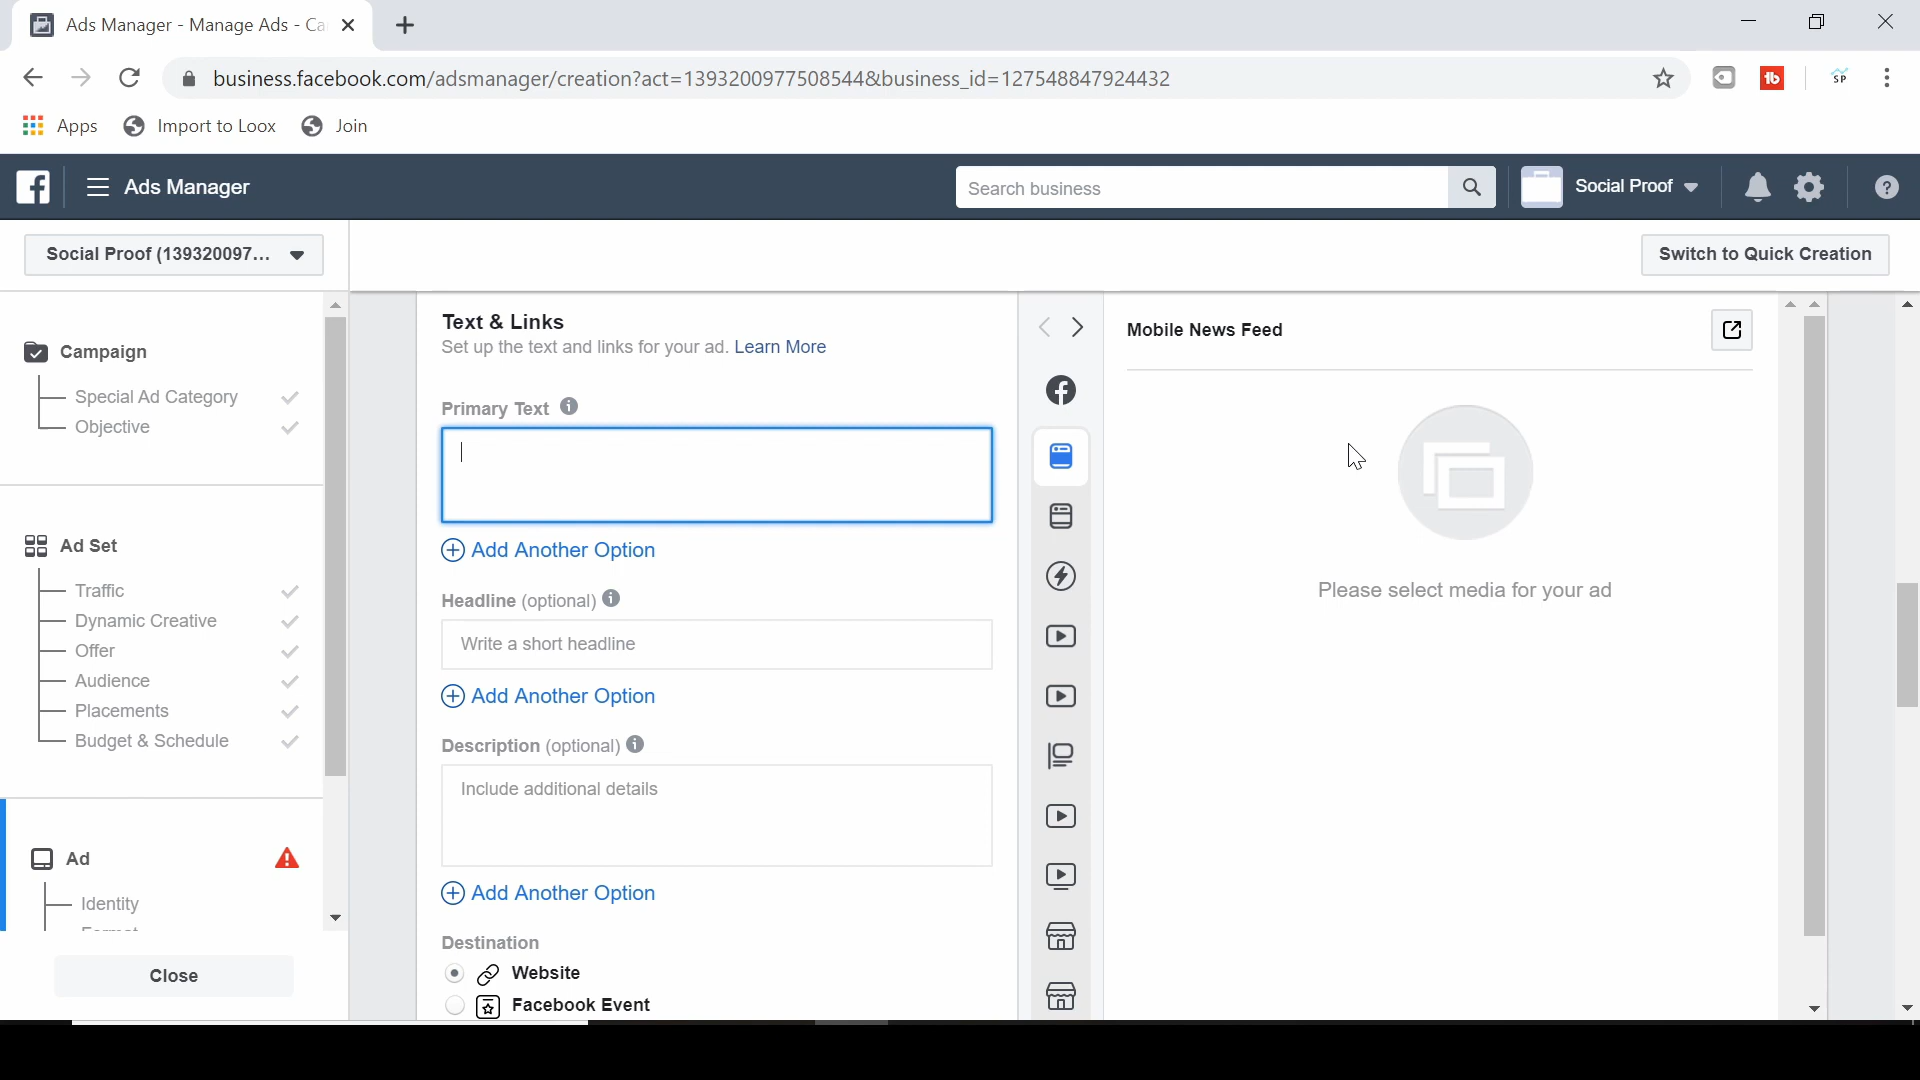 Ads Manager - Manage Ads - Ca
business.facebook.com/adsmanager/creation?act=1393200977508544&business_id=127548847924432
tb
SP
Apps
Import to Loox
Join
Ads Manager
Search business
Social Proof
Social Proof (139320097...
Switch to Quick Creation
Campaign
Special Ad Category
Objective
Ad Set
Traffic
Dynamic Creative
Offer
Audience
Placements
Budget & Schedule
Ad
Identity
Close
Text & Links
Set up the text and links for your ad. Learn More
Primary Text
Add Another Option
Headline (optional)
Write a short headline
Add Another Option
Description (optional)
Include additional details
Add Another Option
Destination
Website
Facebook Event
Mobile News Feed
Please select media for your ad